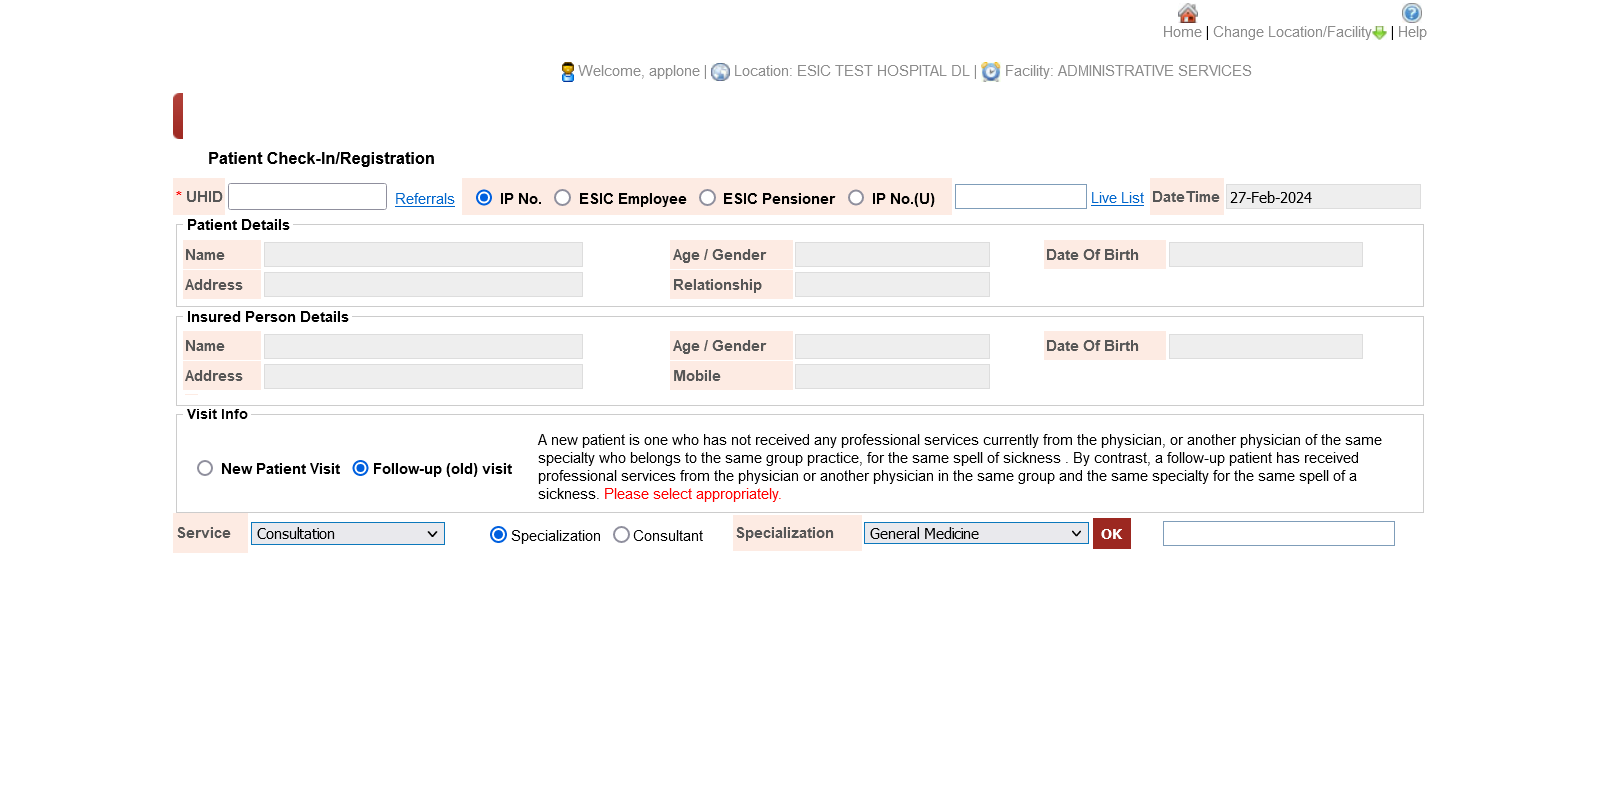 Home | Change Location/Facility | Help
Welcome, applone | Location: ESIC TEST HOSPITAL DL | Facility: ADMINISTRATIVE SERVICES
Patient Check-In/Registration
* UHID Referrals IP No. ESIC Employee ESIC Pensioner IP No.(U) Live List DateTime 27-Feb-2024
Patient Details
Name Age / Gender Date Of Birth
Address Relationship
Insured Person Details
Name Age / Gender Date Of Birth
Address Mobile
Visit Info
A new patient is one who has not received any professional services currently from the physician, or another physician of the same
specialty who belongs to the same group practice, for the same spell of sickness . By contrast, a follow-up patient has received
New Patient Visit Follow-up (old) visit
professional services from the physician or another physician in the same group and the same specialty for the same spell of a
sickness. Please select appropriately.
Service Consultation Specialization Consultant Specialization General Medicine OK